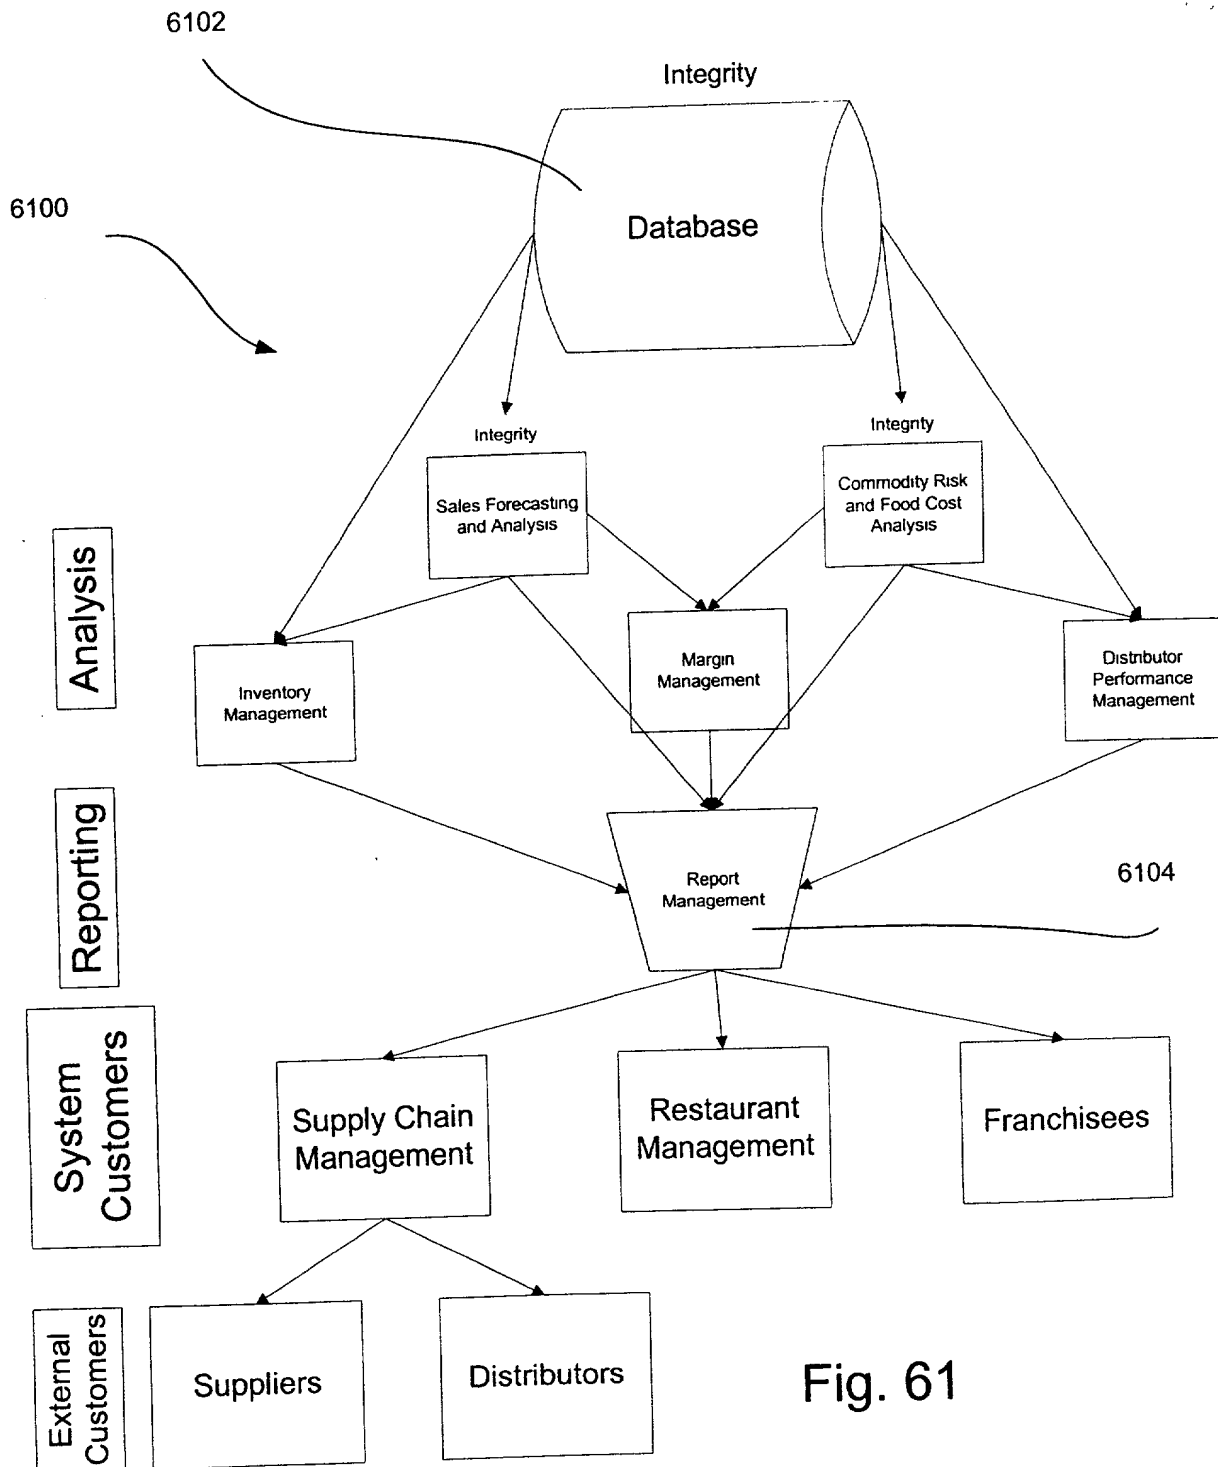 6102
Integrity
6100
Database
Integrity
Integrity
Sales Forecasting
and Analysis
Commodity Risk
and Food Cost
Analysis
Analysis
Inventory
Management
Margin
Management
Distributor
Performance
Management
Reporting
Report
Management
6104
System
Customers
Supply Chain
Management
Restaurant
Management
Franchisees
External
Customers
Suppliers
Distributors
Fig. 61